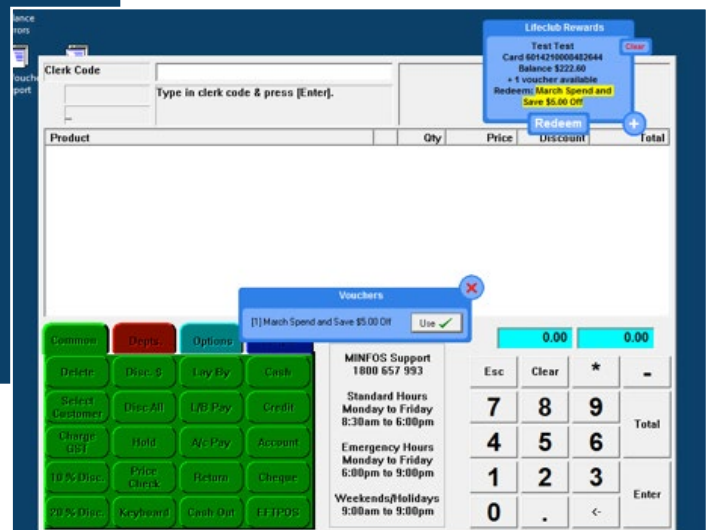 Lifeclub Rewards
Test Test
Clear
Card 6014210000482644
Balance $222.60
+ 1 voucher available
Redeem: March Spend and
Save $5.00 Off
Redeem
+
Clerk Code
Type in clerk code & press [Enter].
Product Qty Price Discount Total
Vouchers
[1] March Spend and Save $5.00 Off Use
Common Depts. Options
0.00 0.00
Delete Disc. $ Lay By Cash
Select Customer Disc All L/B Pay Credit
Charge GST Hold A/c Pay Account
10 % Disc. Price Check Return Cheque
20 % Disc. Keyboard Cash Out EFTPOS
MINFOS Support
1800 657 993
Standard Hours
Monday to Friday
8:30am to 6:00pm
Emergency Hours
Monday to Friday
6:00pm to 9:00pm
Weekends/Holidays
9:00am to 9:00pm
Esc Clear * -
7 8 9 Total
4 5 6
1 2 3 Enter
0 . <-